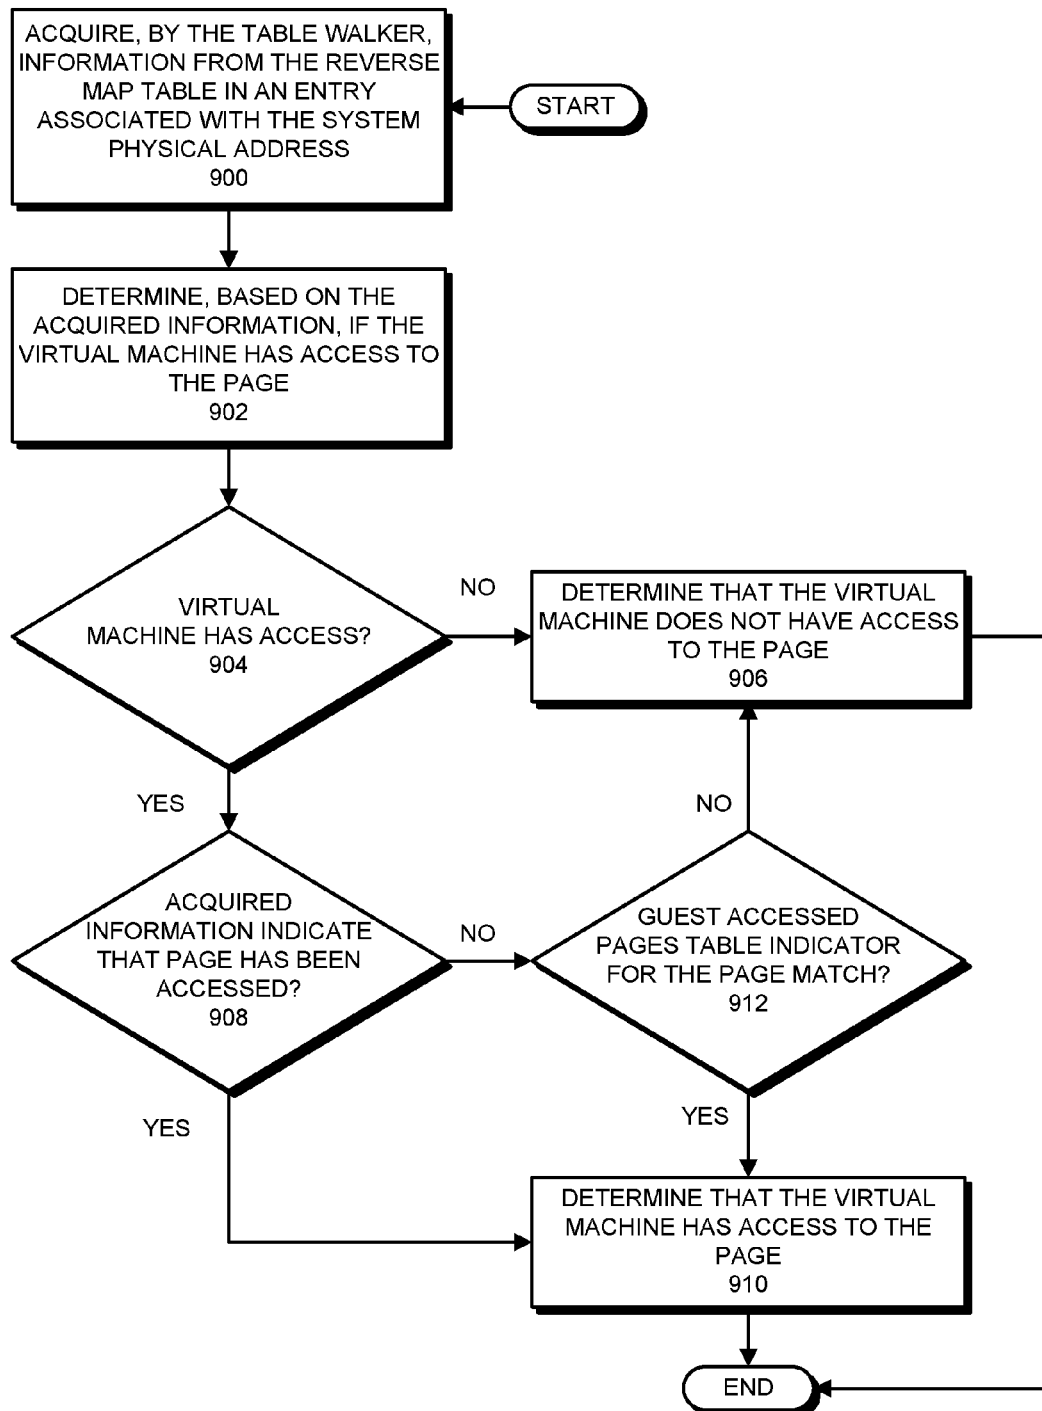 ACQUIRE, BY THE TABLE WALKER,
INFORMATION FROM THE REVERSE
MAP TABLE IN AN ENTRY
ASSOCIATED WITH THE SYSTEM
PHYSICAL ADDRESS
900
START
DETERMINE, BASED ON THE
ACQUIRED INFORMATION, IF THE
VIRTUAL MACHINE HAS ACCESS TO
THE PAGE
902
VIRTUAL
MACHINE HAS ACCESS?
904
NO
DETERMINE THAT THE VIRTUAL
MACHINE DOES NOT HAVE ACCESS
TO THE PAGE
906
YES
NO
ACQUIRED
INFORMATION INDICATE
THAT PAGE HAS BEEN
ACCESSED?
908
NO
GUEST ACCESSED
PAGES TABLE INDICATOR
FOR THE PAGE MATCH?
912
YES
YES
DETERMINE THAT THE VIRTUAL
MACHINE HAS ACCESS TO THE
PAGE
910
END